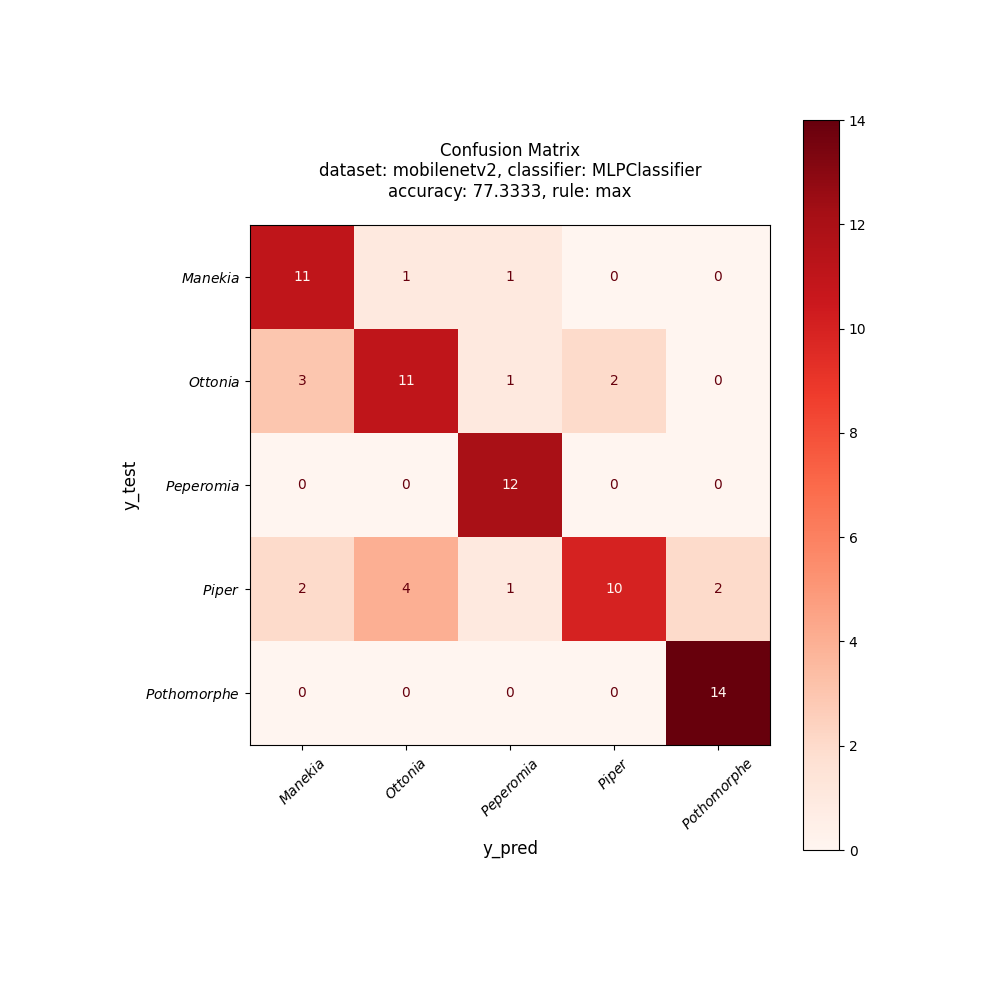 Confusion Matrix
dataset: mobilenetv2, classifier: MLPClassifier
accuracy: 77.3333, rule: max
y_test
Manekia 11 1 1 0 0
Ottonia 3 11 1 2 0
Peperomia 0 0 12 0 0
Piper 2 4 1 10 2
Pothomorphe 0 0 0 0 14
Manekia Ottonia Peperomia Piper Pothomorphe
y_pred
14
12
10
8
6
4
2
0